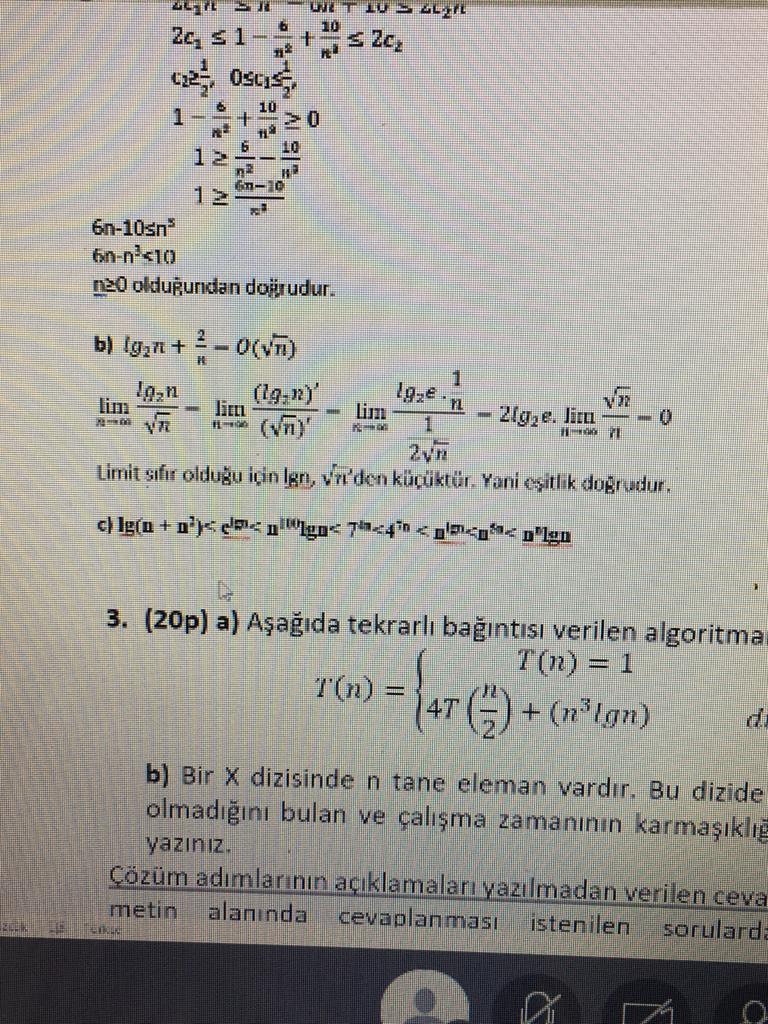 2c₁ ≤ 1 − 6/n² + 10/n³ ≤ 2c₂
c₂≥1/2, 0≤c₁≤1/2,
1 − 6/n² + 10/n³ ≥ 0
1 ≥ 6/n² − 10/n³
1 ≥ (6n−10)/n³
6n-10≤n³
6n-n³≤10
n≥0 olduğundan doğrudur.
b) lg₂n + 2/n = O(√n)
lim n→∞ lg₂n/√n = lim n→∞ (lg₂n)′/(√n)′ = lim n→∞ (lg₂e . 1/n)/(1/(2√n)) = 2lg₂e. lim n→∞ √n/n = 0
Limit sıfır olduğu için lgn, √n'den küçüktür. Yani eşitlik doğrudur.
c) lg(n +
3. (20p) a) Aşağıda tekrarlı bağıntısı verilen algoritma
T(n) = { T(n) = 1
4T(n/2) + (n³lgn)
b) Bir X dizisinde n tane eleman vardır. Bu dizide
olmadığını bulan ve çalışma zamanının karmaşıklığ
yazınız.
Çözüm adımlarının açıklamaları yazılmadan verilen ceva
metin alanında cevaplanması istenilen sorularda